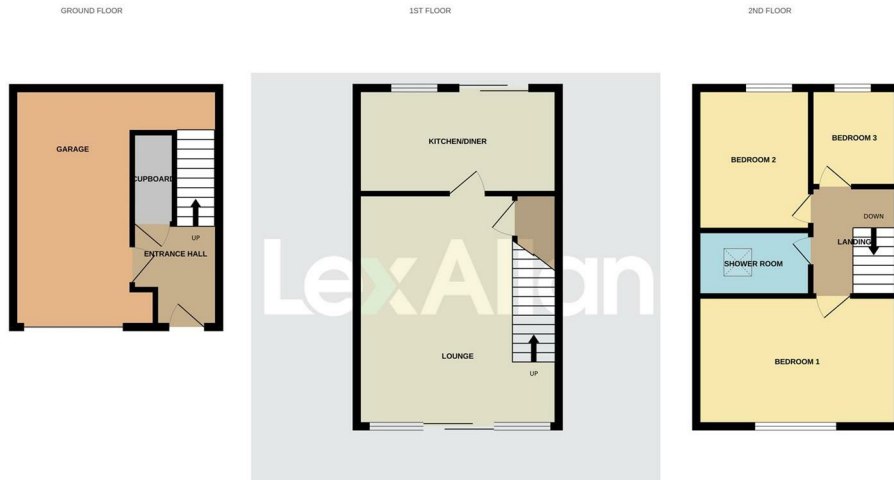 GROUND FLOOR
1ST FLOOR
2ND FLOOR
GARAGE
CUPBOARD
UP
ENTRANCE HALL
KITCHEN/DINER
LexAllan
LOUNGE
UP
BEDROOM 2
BEDROOM 3
DOWN
LANDING
SHOWER ROOM
BEDROOM 1